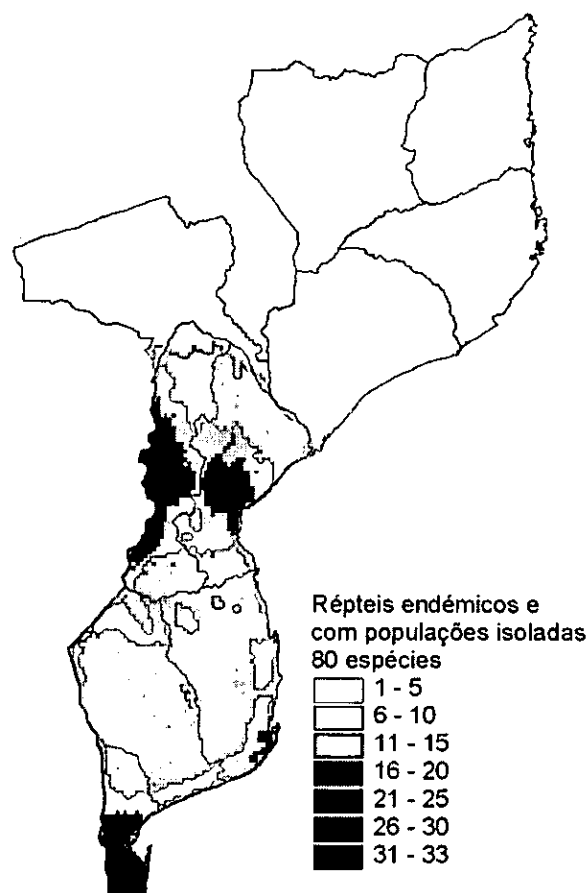 Répteis endémicos e
com populações isoladas
80 espécies
1 - 5
6 - 10
11 - 15
16 - 20
21 - 25
26 - 30
31 - 33